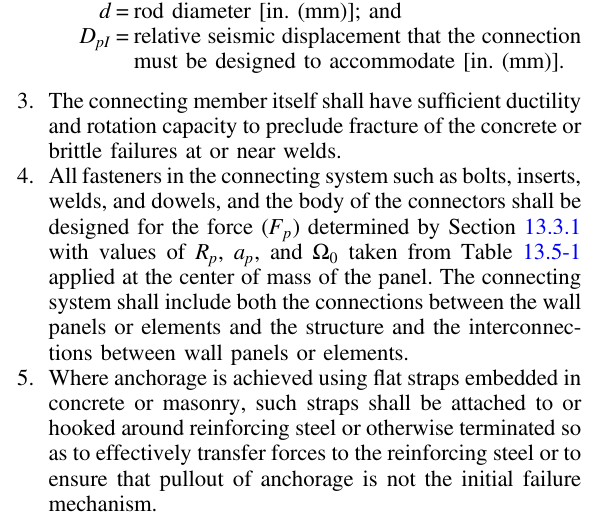 d = rod diameter [in. (mm)]; and
D_pI = relative seismic displacement that the connection
must be designed to accommodate [in. (mm)].
3. The connecting member itself shall have sufficient ductility
and rotation capacity to preclude fracture of the concrete or
brittle failures at or near welds.
4. All fasteners in the connecting system such as bolts, inserts,
welds, and dowels, and the body of the connectors shall be
designed for the force (F_p) determined by Section 13.3.1
with values of R_p, a_p, and Ω_0 taken from Table 13.5-1
applied at the center of mass of the panel. The connecting
system shall include both the connections between the wall
panels or elements and the structure and the interconnec-
tions between wall panels or elements.
5. Where anchorage is achieved using flat straps embedded in
concrete or masonry, such straps shall be attached to or
hooked around reinforcing steel or otherwise terminated so
as to effectively transfer forces to the reinforcing steel or to
ensure that pullout of anchorage is not the initial failure
mechanism.